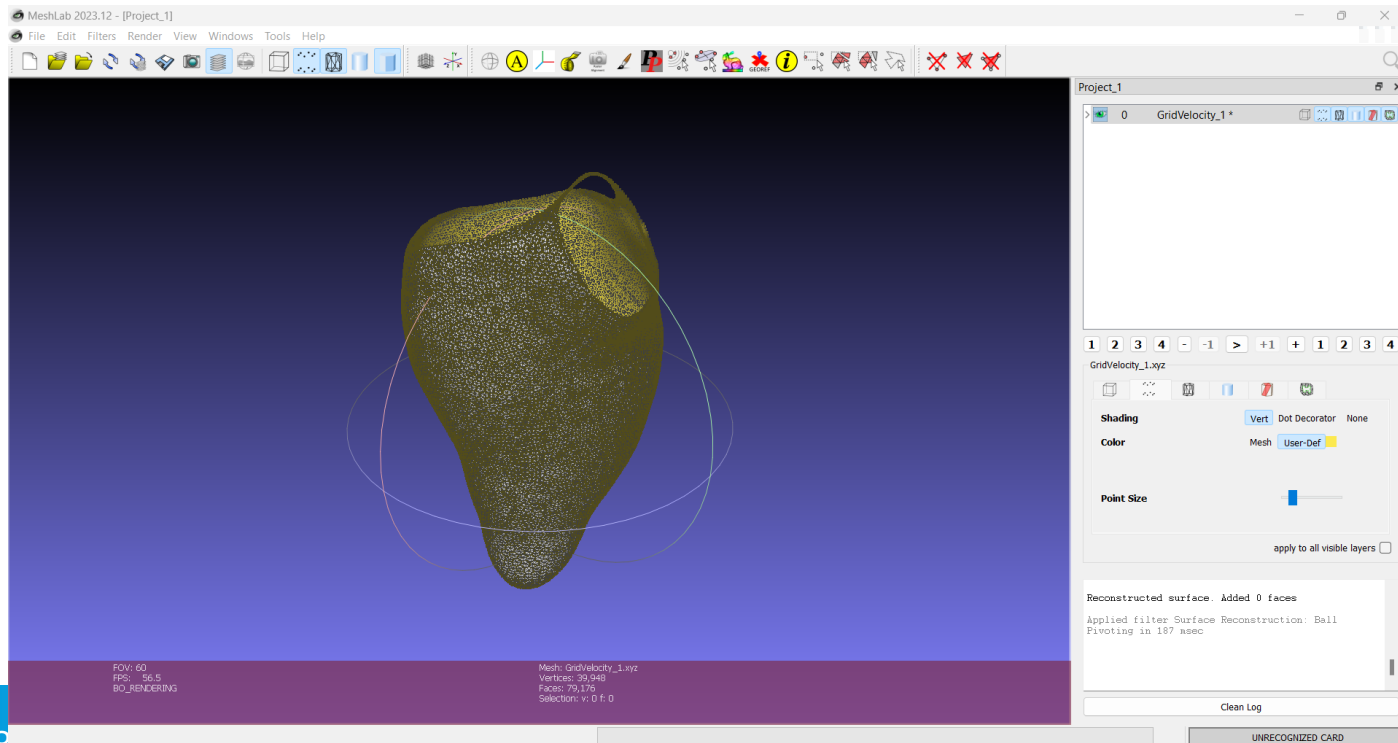 MeshLab 2023.12 - [Project_1]
File Edit Filters Render View Windows Tools Help
A
GEOREF
i
Project_1
0 GridVelocity_1 *
1 2 3 4 - -1 > +1 + 1 2 3 4
GridVelocity_1.xyz
Shading Vert Dot Decorator None
Color Mesh User-Def
Point Size
apply to all visible layers
Reconstructed surface. Added 0 faces
Applied filter Surface Reconstruction: Ball
Pivoting in 187 msec
FOV: 60
FPS: 56.5
BO_RENDERING
Mesh: GridVelocity_1.xyz
Vertices: 39,948
Faces: 79,176
Selection: v: 0 f: 0
Clean Log
UNRECOGNIZED CARD